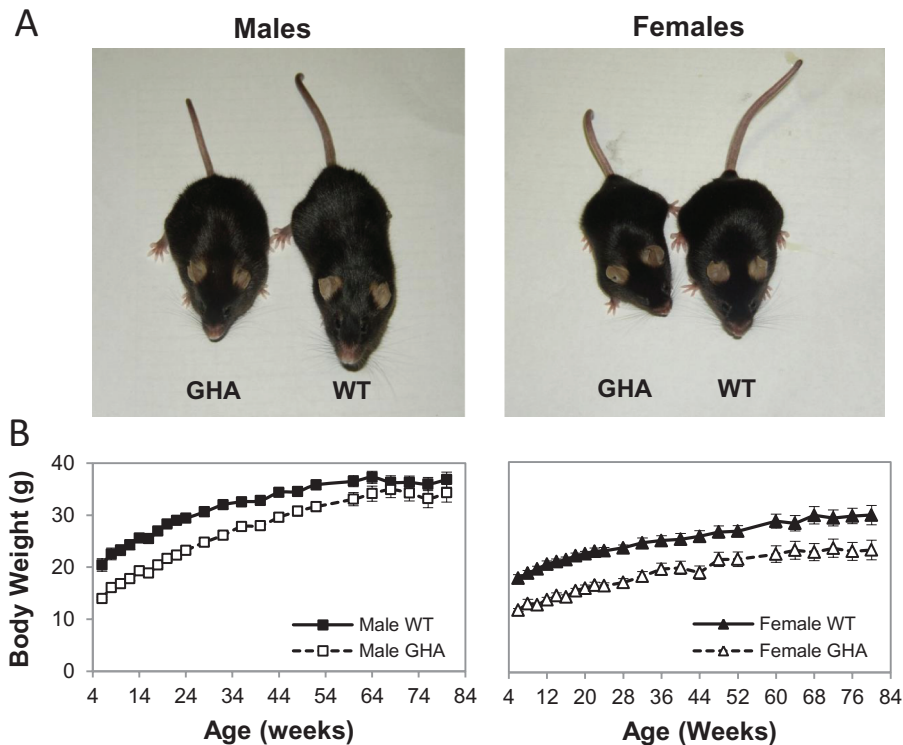 A
Males
Females
GHA WT
GHA WT
B
Body Weight (g)
40
30
20
10
0
Male WT
Male GHA
4 14 24 34 44 54 64 74 84
Age (weeks)
Female WT
Female GHA
4 12 20 28 36 44 52 60 68 76 84
Age (Weeks)